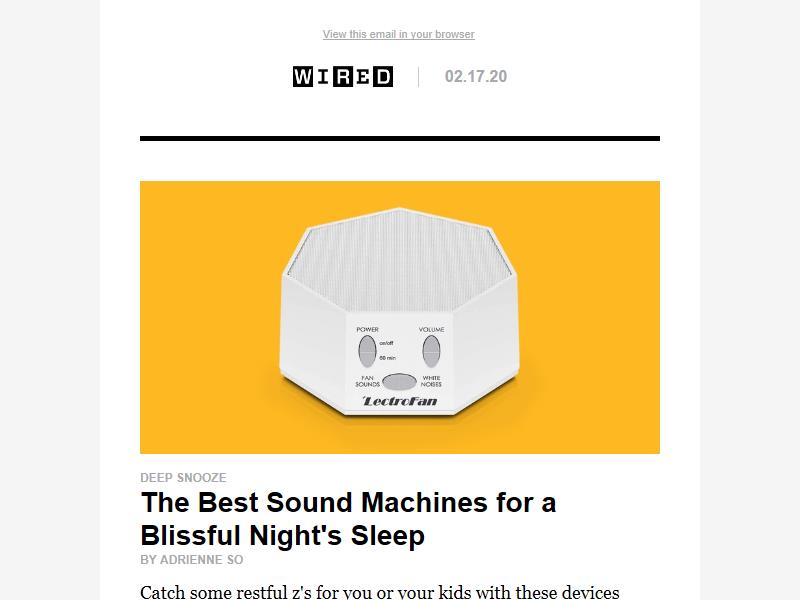 View this email in your browser
WIRED 02.17.20
POWER VOLUME
on/off
60 min
FAN WHITE
SOUNDS NOISES
LectroFan
DEEP SNOOZE
The Best Sound Machines for a
Blissful Night's Sleep
BY ADRIENNE SO
Catch some restful z's for you or your kids with these devices